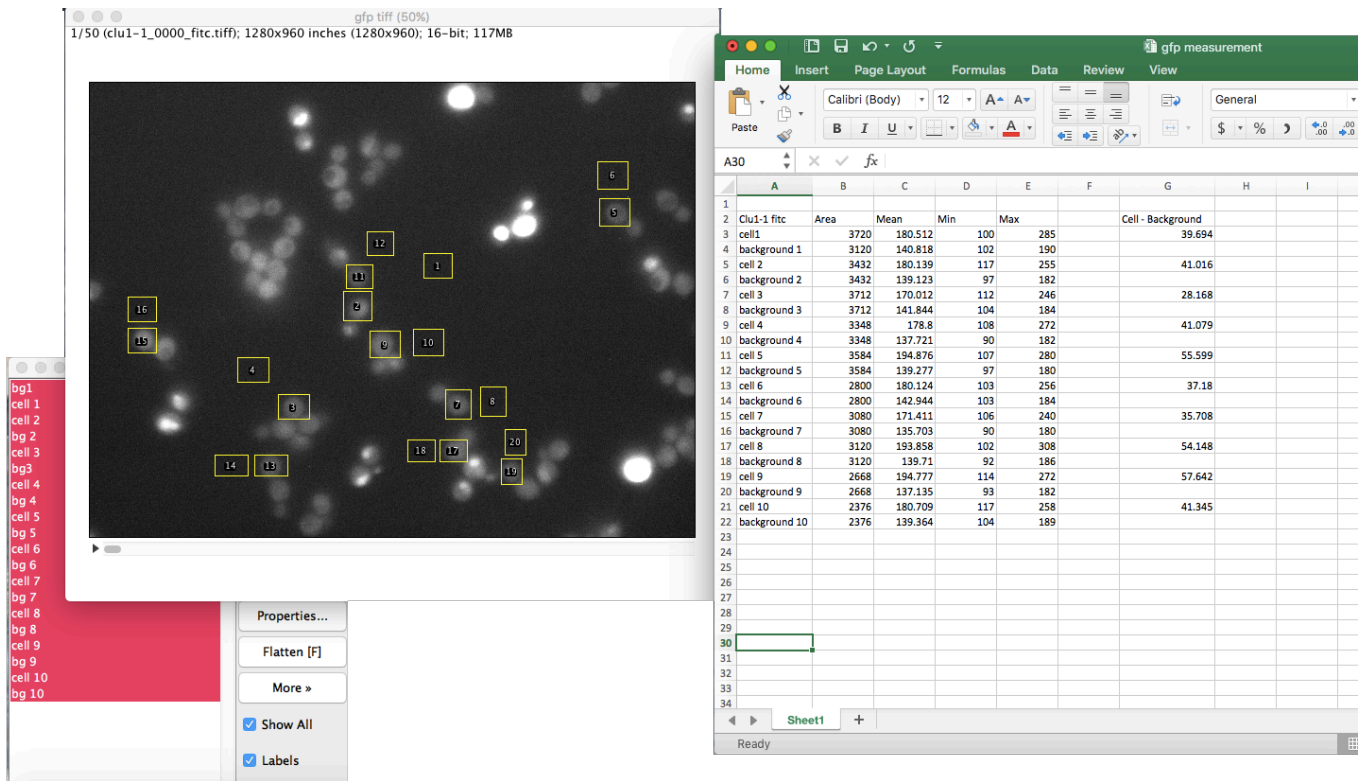 gfp tiff (50%)
1/50 (clu1-1_0000_fitc.tiff); 1280x960 inches (1280x960); 16-bit; 117MB
6
5
12
1
11
2
16
15
9
10
4
3
7
8
18
17
20
14
13
19
bg1
cell 1
cell 2
bg 2
cell 3
bg3
cell 4
bg 4
cell 5
bg 5
cell 6
bg 6
cell 7
bg 7
cell 8
bg 8
cell 9
bg 9
cell 10
bg 10
Properties...
Flatten [F]
More »
Show All
Labels
gfp measurement
Home Insert Page Layout Formulas Data Review View
Paste
Calibri (Body) 12 A A General
B I U A $ % .0 .00 .00 .0
A30 fx
A B C D E F G H I
1
2 Clu1-1 fitc Area Mean Min Max Cell - Background
3 cell1 3720 180.512 100 285 39.694
4 background 1 3120 140.818 102 190
5 cell 2 3432 180.139 117 255 41.016
6 background 2 3432 139.123 97 182
7 cell 3 3712 170.012 112 246 28.168
8 background 3 3712 141.844 104 184
9 cell 4 3348 178.8 108 272 41.079
10 background 4 3348 137.721 90 182
11 cell 5 3584 194.876 107 280 55.599
12 background 5 3584 139.277 97 180
13 cell 6 2800 180.124 103 256 37.18
14 background 6 2800 142.944 103 184
15 cell 7 3080 171.411 106 240 35.708
16 background 7 3080 135.703 90 180
17 cell 8 3120 193.858 102 308 54.148
18 background 8 3120 139.71 92 186
19 cell 9 2668 194.777 114 272 57.642
20 background 9 2668 137.135 93 182
21 cell 10 2376 180.709 117 258 41.345
22 background 10 2376 139.364 104 189
23
24
25
26
27
28
29
30
31
32
33
34
Sheet1 +
Ready